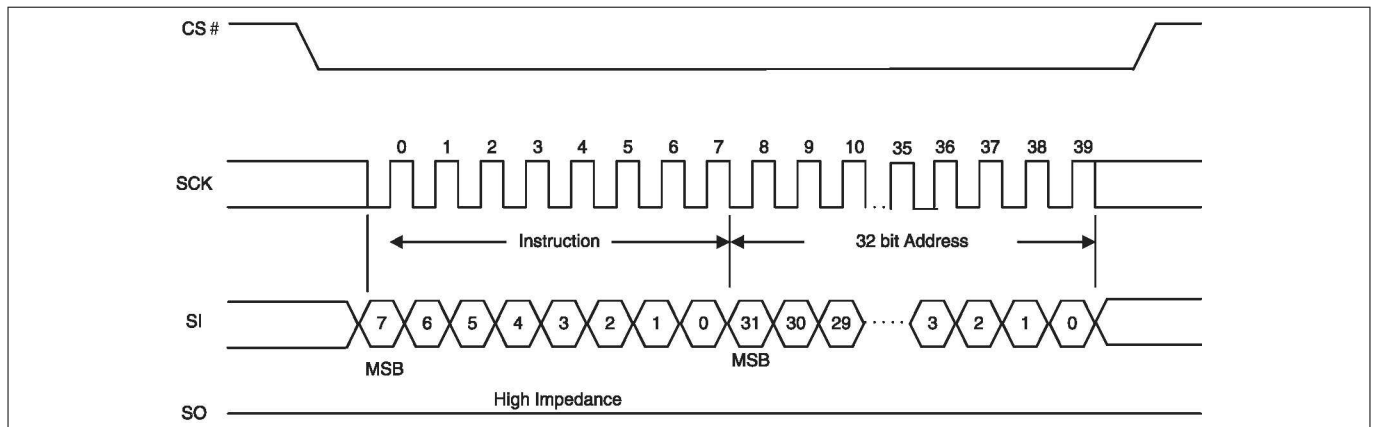 CS #
0 1 2 3 4 5 6 7 8 9 10 35 36 37 38 39
SCK
....
Instruction 32 bit Address
SI 7 6 5 4 3 2 1 0 31 30 29 ..... 3 2 1 0
MSB MSB
High Impedance
SO